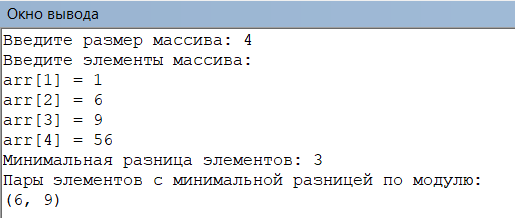 Окно вывода
Введите размер массива: 4
Введите элементы массива:
arr[1] = 1
arr[2] = 6
arr[3] = 9
arr[4] = 56
Минимальная разница элементов: 3
Пары элементов с минимальной разницей по модулю:
(6, 9)